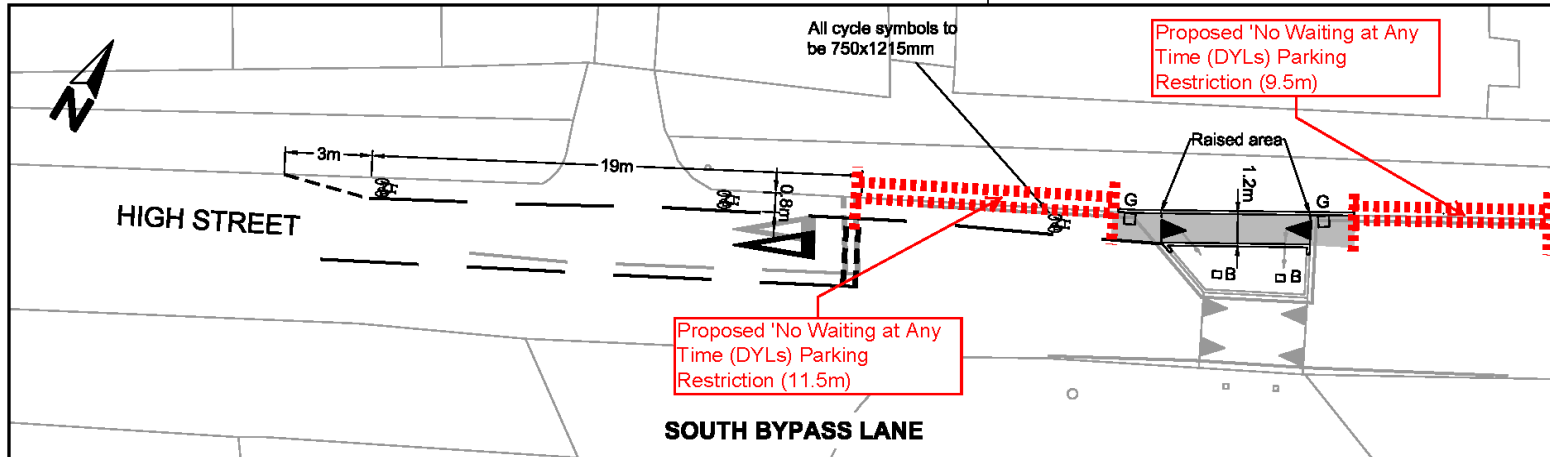 All cycle symbols to
be 750x1215mm
Proposed 'No Waiting at Any
Time (DYLs) Parking
Restriction (9.5m)
N
3m
19m
0.8m
Raised area
1.2m
G
G
HIGH STREET
B
B
Proposed 'No Waiting at Any
Time (DYLs) Parking
Restriction (11.5m)
SOUTH BYPASS LANE